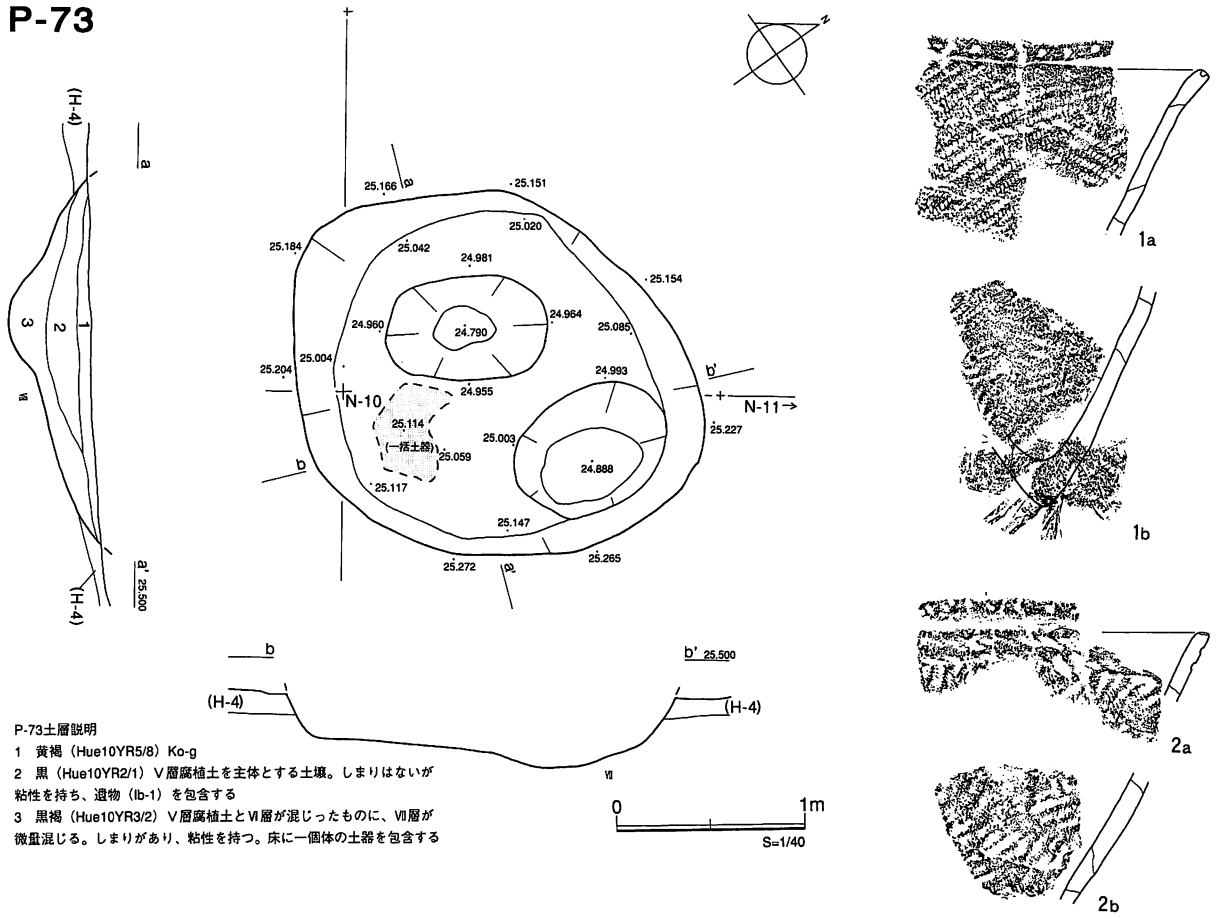 P-73
N
(H-4)
a
1
2
3
Ⅶ
a' 25.500
(H-4)
25.166
a
25.151
25.020
25.184
25.042
24.981
25.154
24.960
24.964
24.790
25.085
25.004
25.204
24.955
24.993
b'
N-10
N-11→
25.114
25.227
(一括土器)
25.003
25.059
b
24.888
25.117
25.147
25.272
a'
25.265
b
b' 25.500
(H-4)
(H-4)
Ⅶ
0
1m
S=1/40
P-73土層説明
1 黄褐（Hue10YR5/8）Ko-g
2 黒（Hue10YR2/1）Ⅴ層腐植土を主体とする土壌。しまりはないが
粘性を持ち、遺物（Ib-1）を包含する
3 黒褐（Hue10YR3/2）Ⅴ層腐植土とⅥ層が混じったものに、Ⅶ層が
微量混じる。しまりがあり、粘性を持つ。床に一個体の土器を包含する
1a
1b
2a
2b